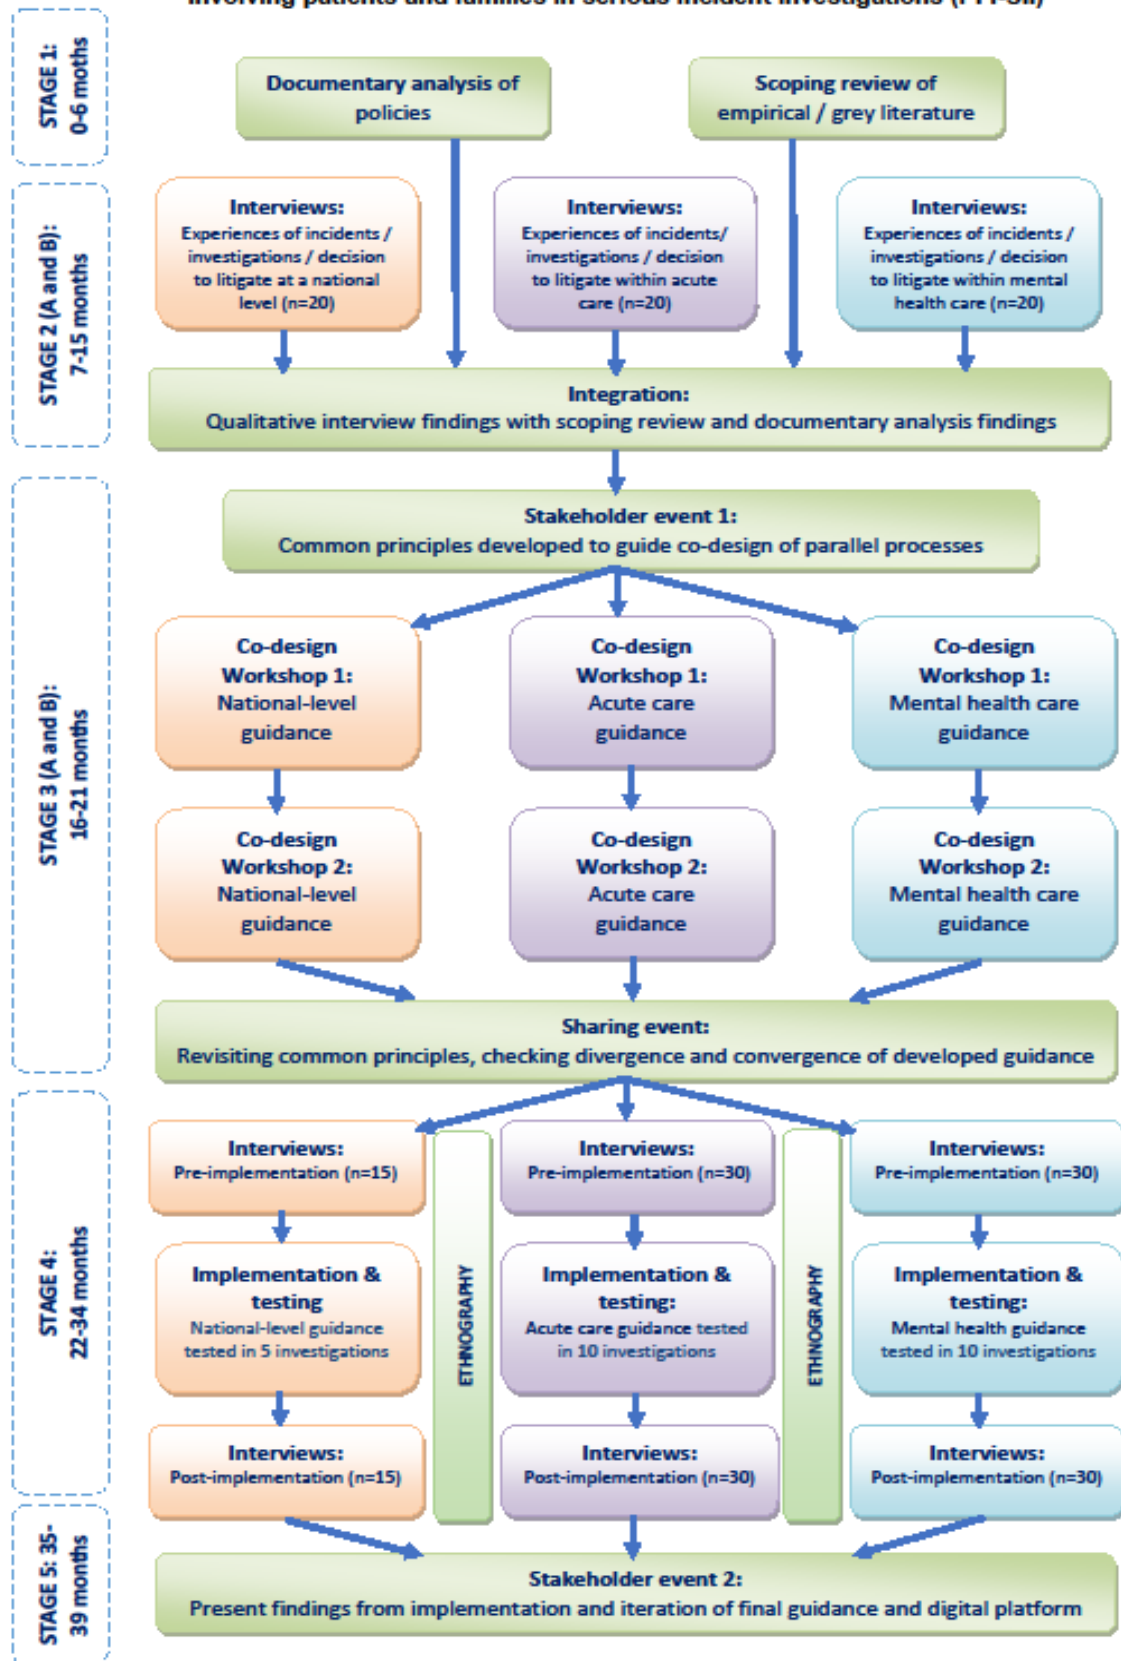 Involving patients and families in serious incident investigations (PFI-SII)
STAGE 1:
0-6 moths
Documentary analysis of
policies
Scoping review of
empirical / grey literature
STAGE 2 (A and B):
7-15 months
Interviews:
Experiences of incidents /
investigations / decision
to litigate at a national
level (n=20)
Interviews:
Experiences of incidents/
investigations / decision
to litigate within acute
care (n=20)
Interviews:
Experiences of incidents /
investigations / decision
to litigate within mental
health care (n=20)
Integration:
Qualitative interview findings with scoping review and documentary analysis findings
STAGE 3 (A and B):
16-21 months
Stakeholder event 1:
Common principles developed to guide co-design of parallel processes
Co-design
Workshop 1:
National-level
guidance
Co-design
Workshop 1:
Acute care
guidance
Co-design
Workshop 1:
Mental health care
guidance
Co-design
Workshop 2:
National-level
guidance
Co-design
Workshop 2:
Acute care
guidance
Co-design
Workshop 2:
Mental health care
guidance
Sharing event:
Revisiting common principles, checking divergence and convergence of developed guidance
STAGE 4:
22-34 months
Interviews:
Pre-implementation (n=15)
Interviews:
Pre-implementation (n=30)
Interviews:
Pre-implementation (n=30)
ETHNOGRAPHY
ETHNOGRAPHY
Implementation &
testing
National-level guidance
tested in 5 investigations
Implementation &
testing:
Acute care guidance tested
in 10 investigations
Implementation &
testing:
Mental health guidance
tested in 10 investigations
Interviews:
Post-implementation (n=15)
Interviews:
Post-implementation (n=30)
Interviews:
Post-implementation (n=30)
STAGE 5: 35-
39 months
Stakeholder event 2:
Present findings from implementation and iteration of final guidance and digital platform